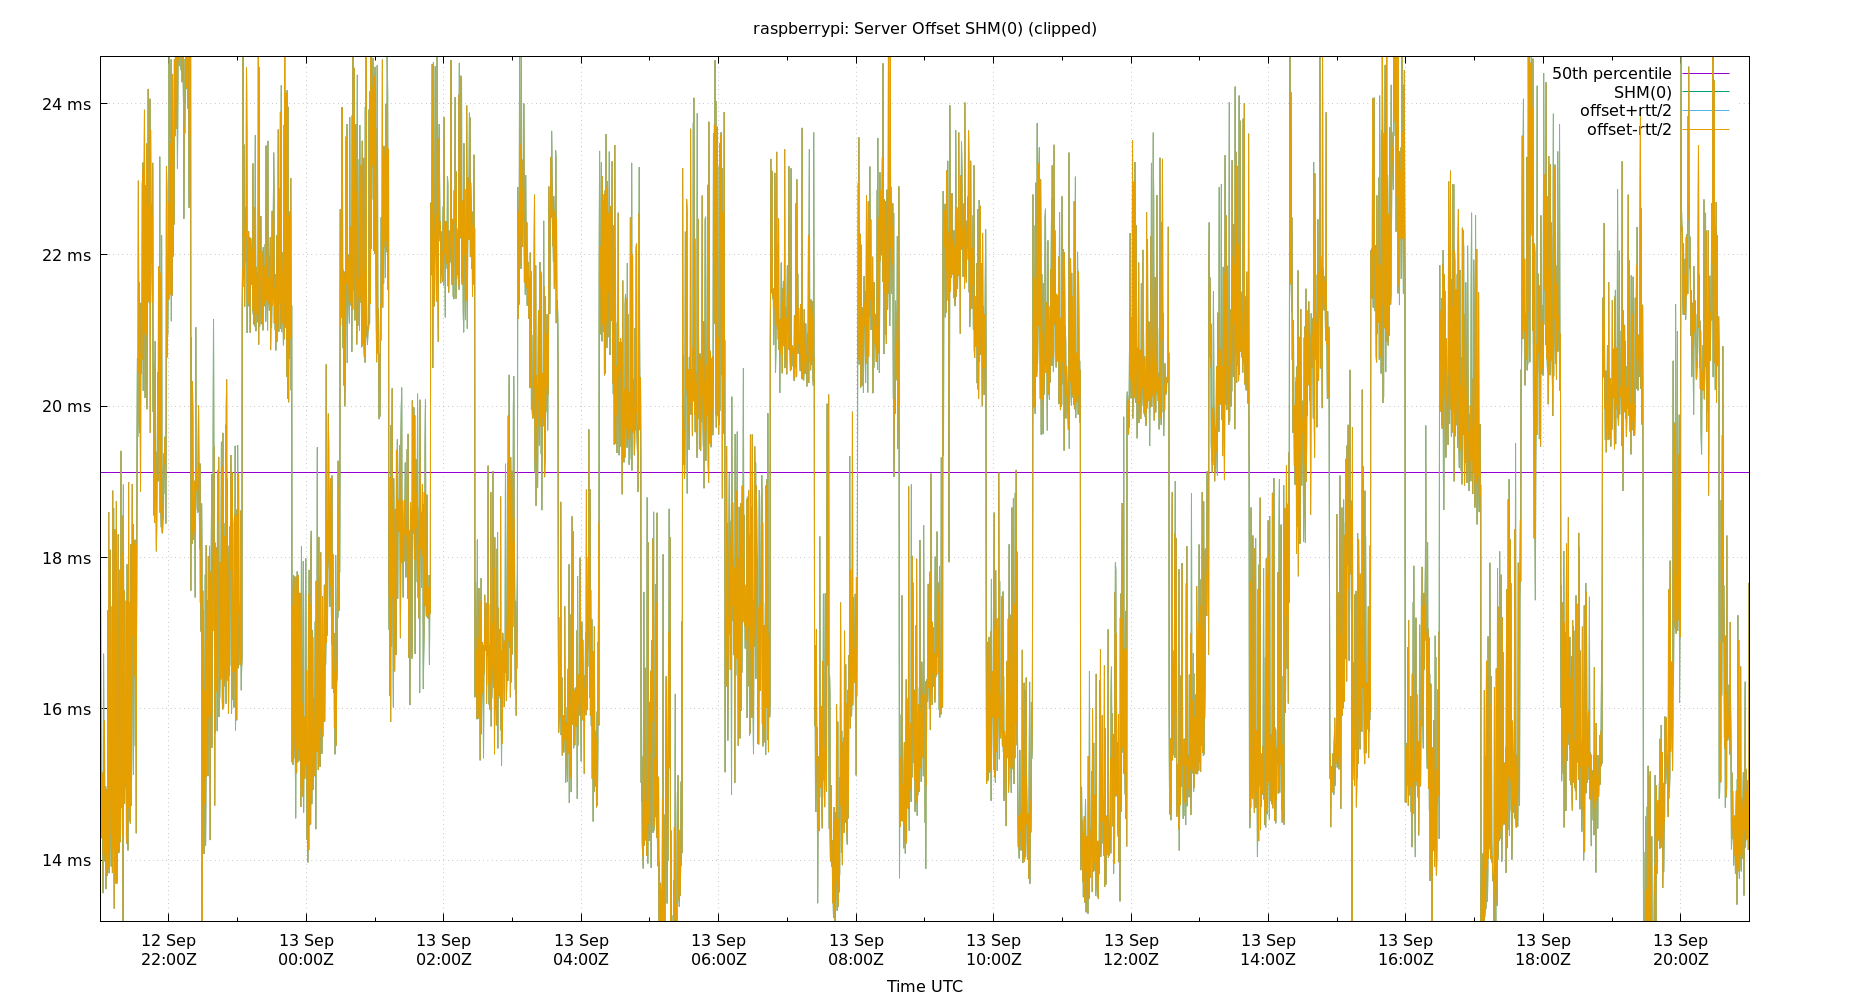 raspberrypi: Server Offset SHM(0) (clipped)
50th percentile
SHM(0)
offset+rtt/2
offset-rtt/2
24 ms
22 ms
20 ms
18 ms
16 ms
14 ms
12 Sep 13 Sep 13 Sep 13 Sep 13 Sep 13 Sep 13 Sep 13 Sep 13 Sep 13 Sep 13 Sep 13 Sep
22:00Z 00:00Z 02:00Z 04:00Z 06:00Z 08:00Z 10:00Z 12:00Z 14:00Z 16:00Z 18:00Z 20:00Z
Time UTC